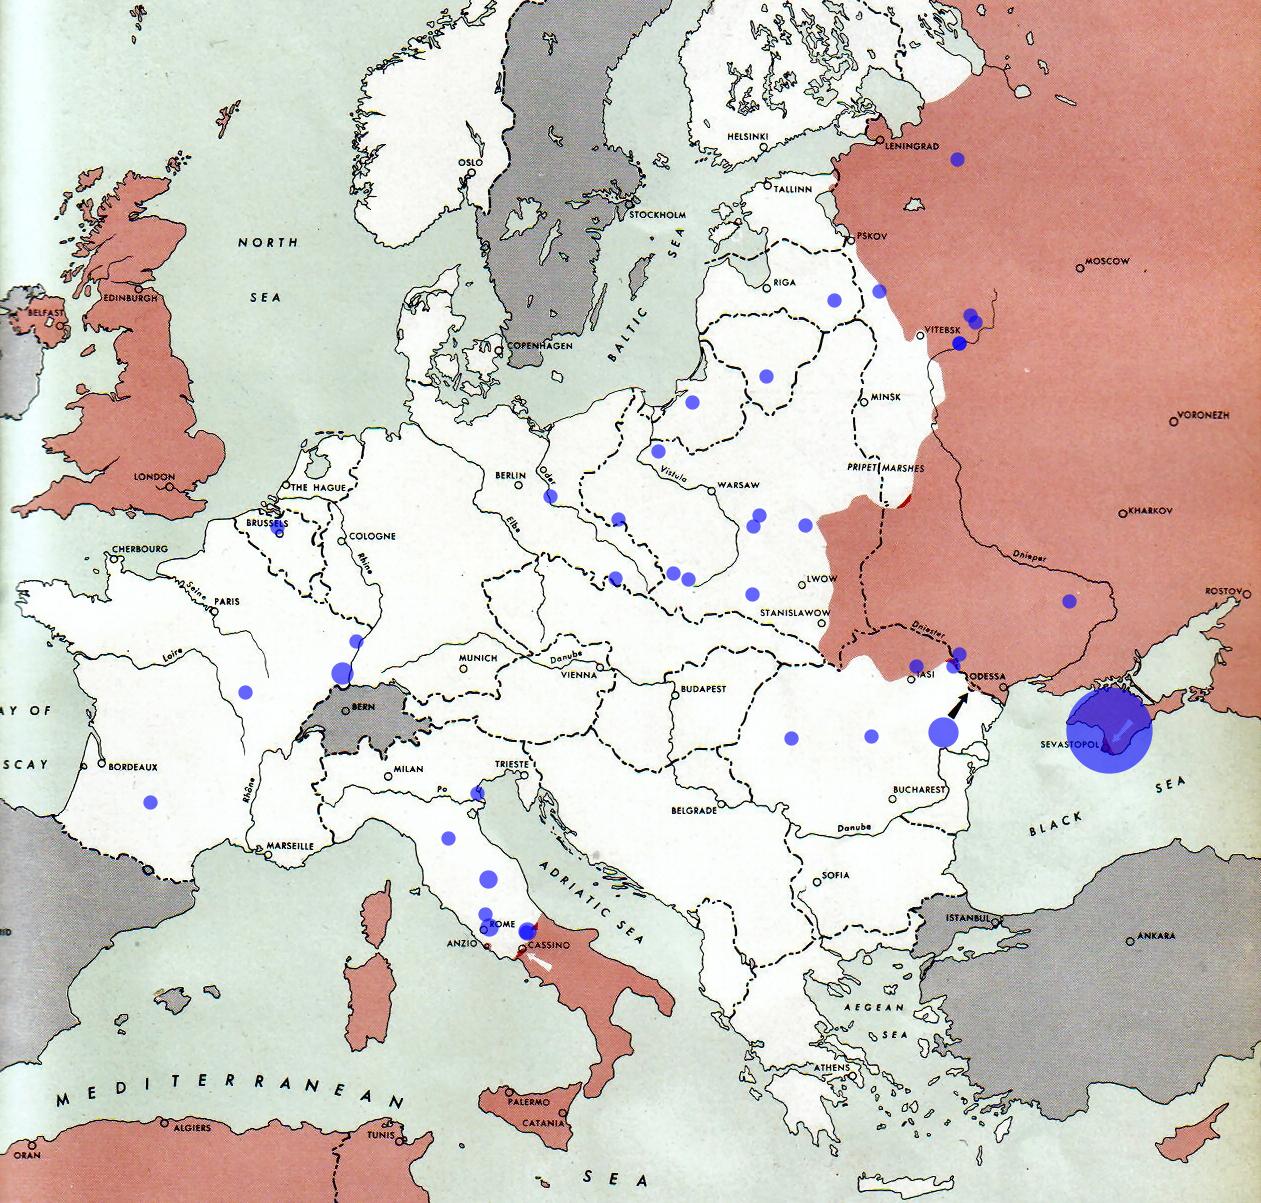 HELSINKI
LENINGRAD
OSLO
TALLINN
STOCKHOLM
NORTH
SEA
BALTIC SEA
PSKOV
MOSCOW
EDINBURGH
BELFAST
RIGA
COPENHAGEN
VITEBSK
MINSK
VORONEZH
LONDON
THE HAGUE
BERLIN
Oder
Vistula
WARSAW
PRIPET MARSHES
BRUSSELS
COLOGNE
Elbe
KHARKOV
CHERBOURG
Rhine
Dnieper
Seine
PARIS
LWOW
STANISLAWOW
ROSTOV
Loire
MUNICH
Danube
VIENNA
Dniester
IASI
ODESSA
BUDAPEST
AY OF
SCAY
BERN
SEVASTOPOL
BORDEAUX
MILAN
TRIESTE
Rhône
Po
BUCHAREST
BELGRADE
Danube
BLACK SEA
MARSEILLE
ADRIATIC SEA
SOFIA
ISTANBUL
ANKARA
ROME
ANZIO
CASSINO
RID
AEGEAN
SEA
ATHENS
MEDITERRANEAN
SEA
PALERMO
CATANIA
ALGIERS
TUNIS
ORAN